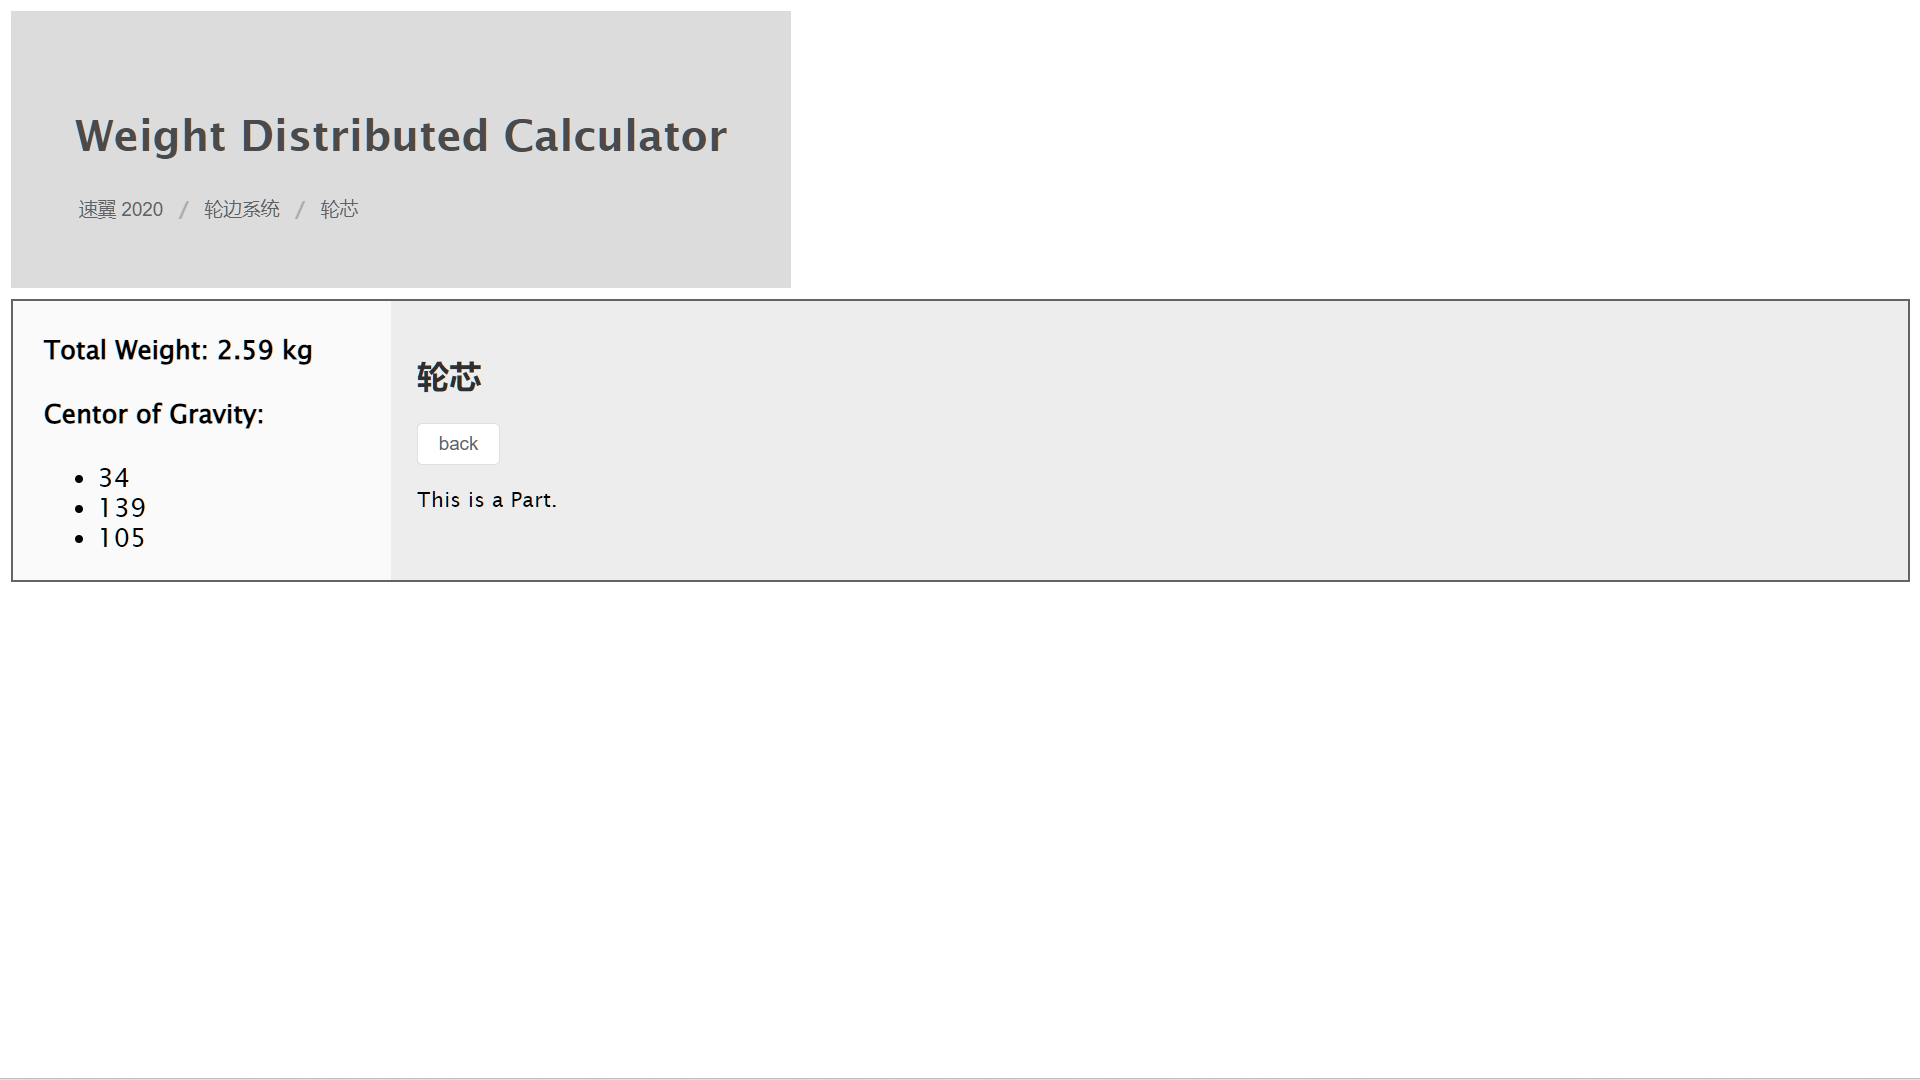 Weight Distributed Calculator
速翼 2020 / 轮边系统 / 轮芯
Total Weight: 2.59 kg
Centor of Gravity:
• 34
• 139
• 105
轮芯
back
This is a Part.